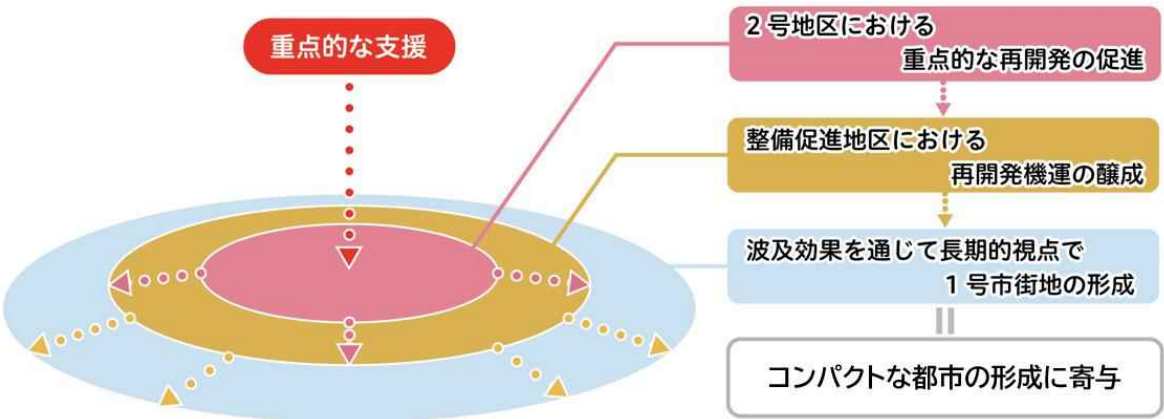 重点的な支援
2号地区における
重点的な再開発の促進
整備促進地区における
再開発機運の醸成
波及効果を通じて長期的視点で
1号市街地の形成
コンパクトな都市の形成に寄与